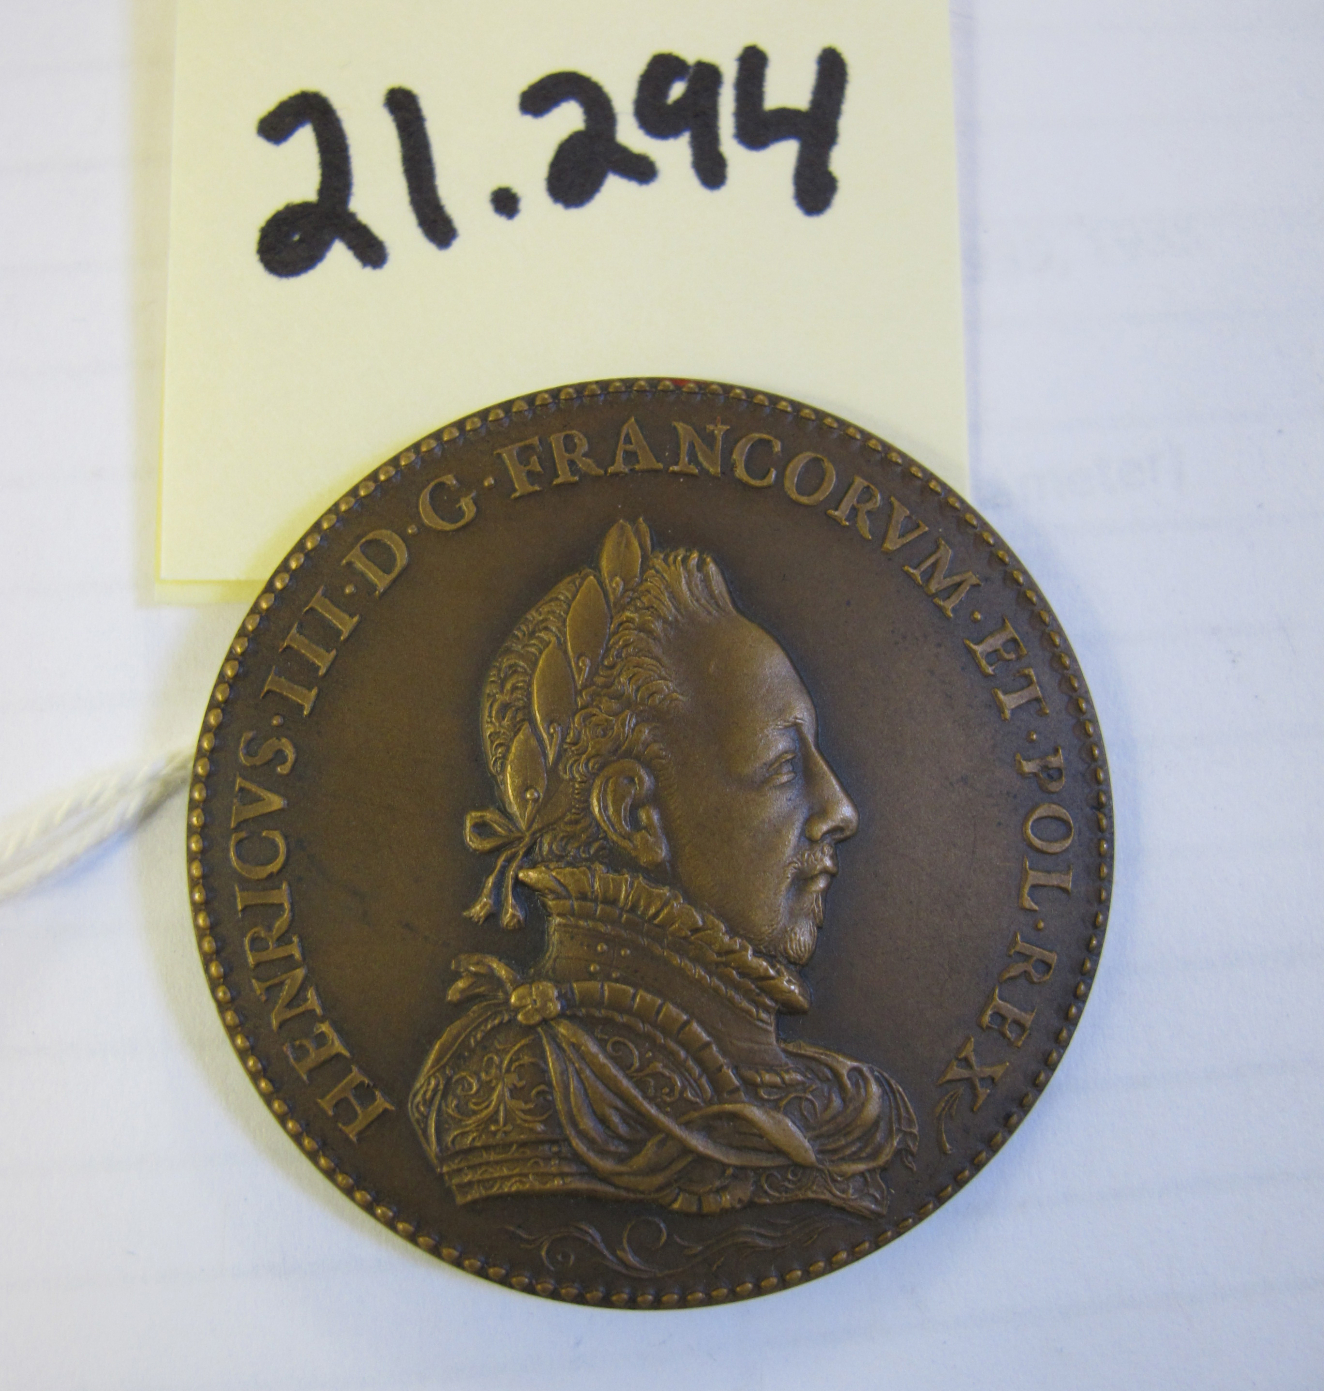 21.294
HENRICVS·III·D·G·FRANCORVM·ET·POL·REX